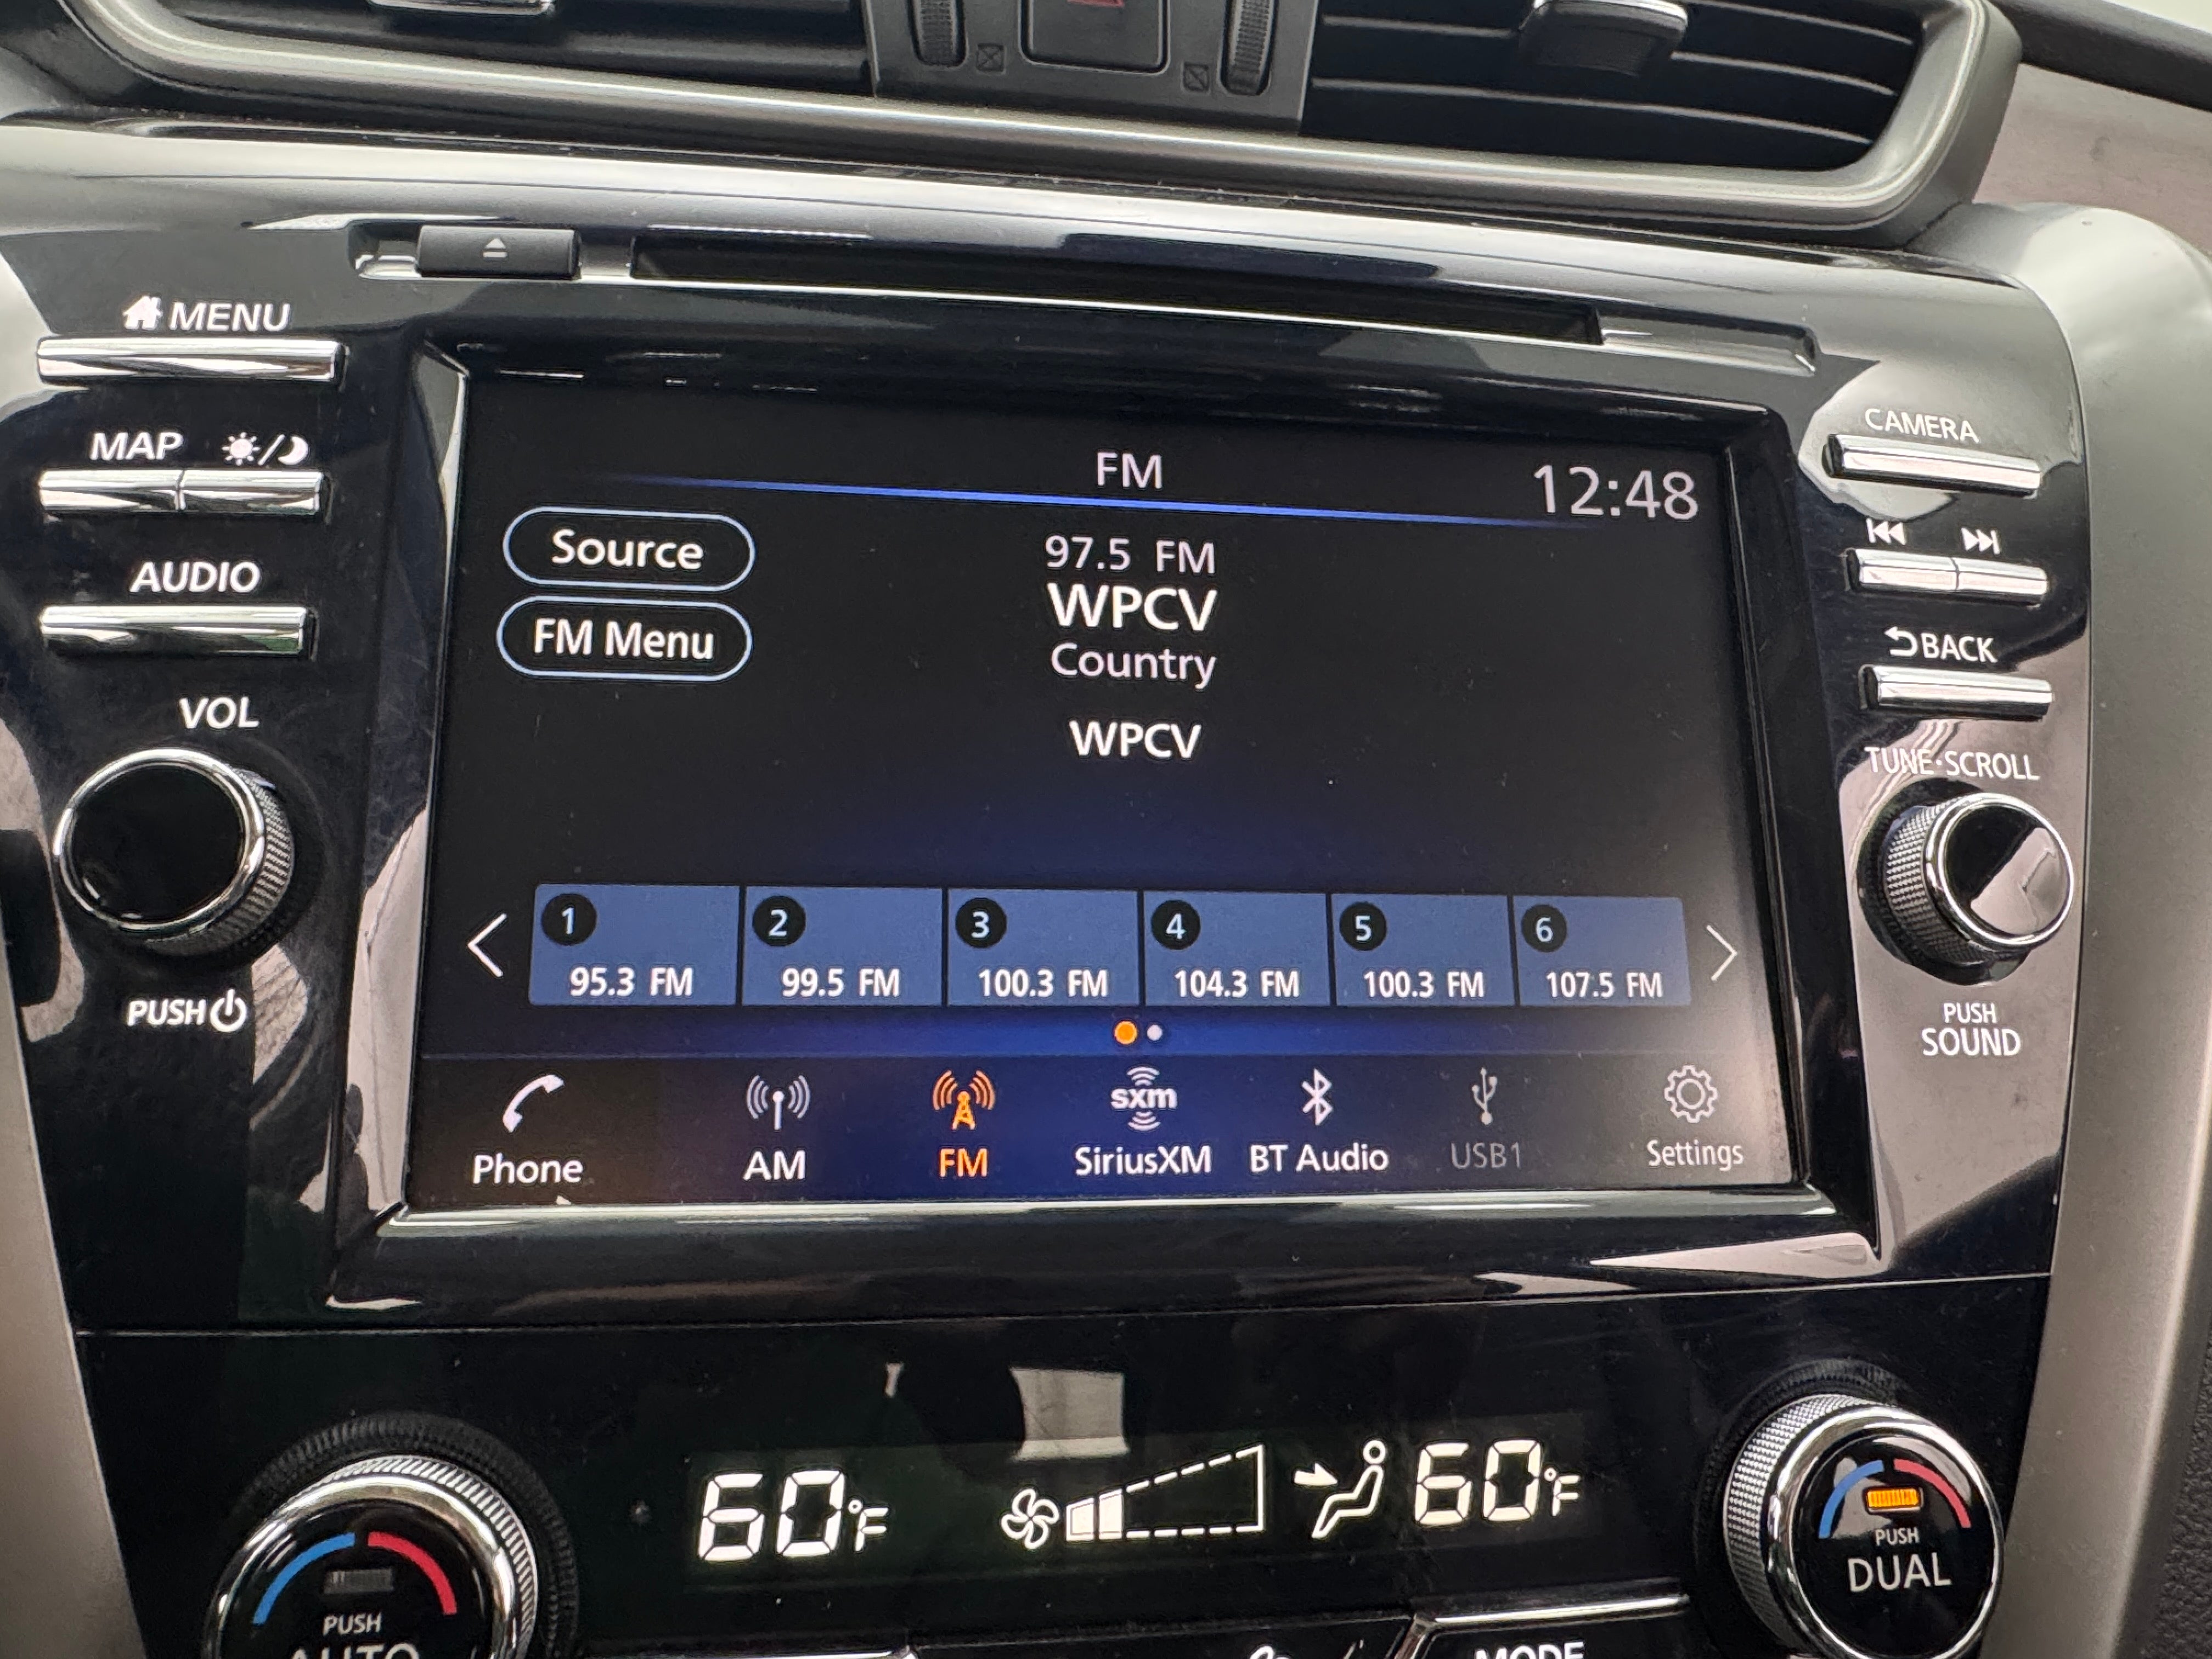 MENU
MAP
AUDIO
VOL
PUSH
FM
12:48
Source
FM Menu
97.5 FM
WPCV
Country
WPCV
1
2
3
4
5
6
95.3 FM
99.5 FM
100.3 FM
104.3 FM
100.3 FM
107.5 FM
Phone
AM
FM
sxm
SiriusXM
BT Audio
USB1
Settings
CAMERA
BACK
TUNE·SCROLL
PUSH
SOUND
60°F
60°F
PUSH
AUTO
PUSH
DUAL
MODE